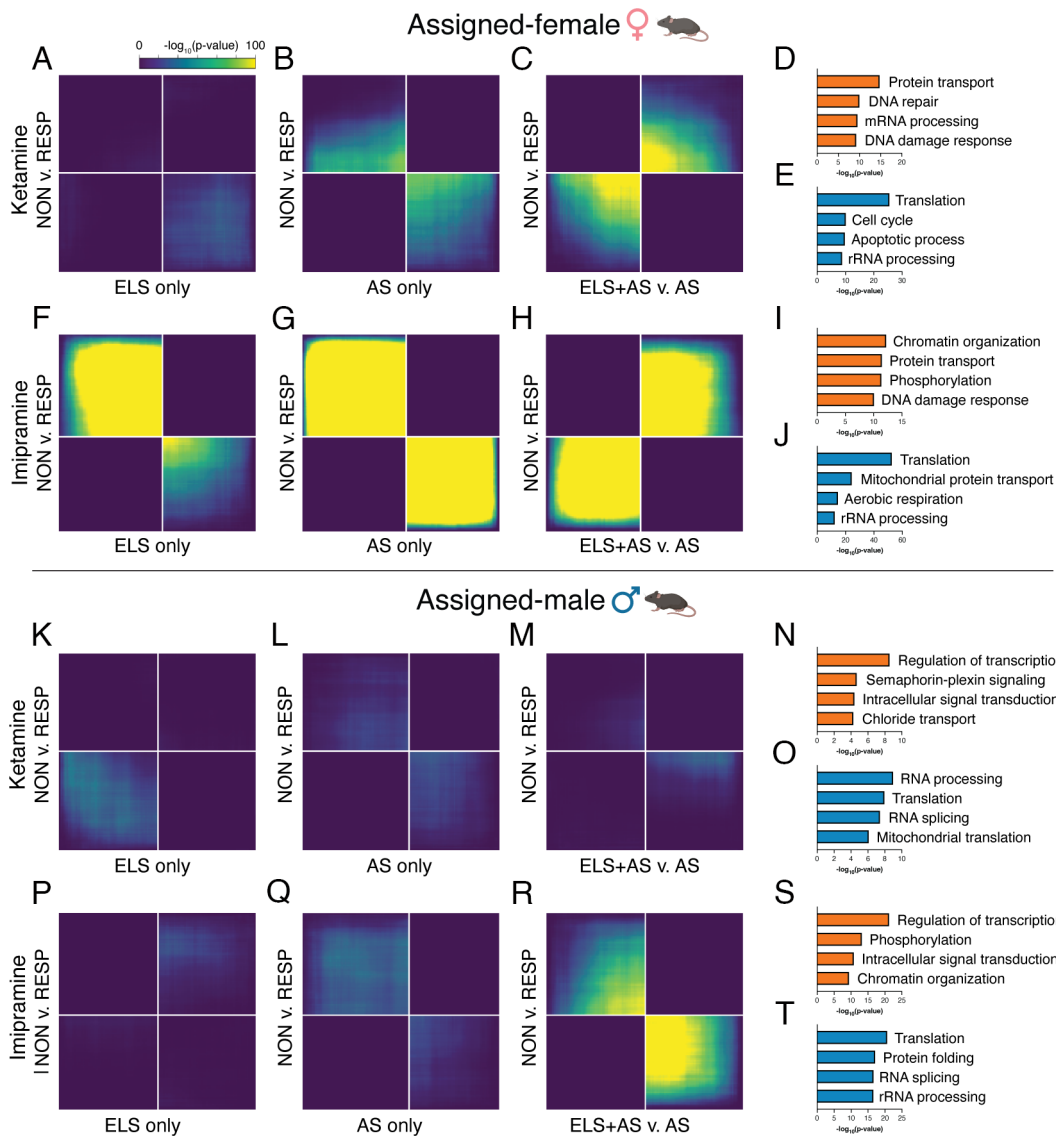 Assigned-female ♀
A
0 -log10(p-value) 100
B
C
D
Ketamine
NON v. RESP
ELS only
NON v. RESP
AS only
NON v. RESP
ELS+AS v. AS
Protein transport
DNA repair
mRNA processing
DNA damage response
0 5 10 15 20
-log10(p-value)
E
Translation
Cell cycle
Apoptotic process
rRNA processing
0 10 20 30
-log10(p-value)
F
G
H
I
Imipramine
NON v. RESP
ELS only
NON v. RESP
AS only
NON v. RESP
ELS+AS v. AS
Chromatin organization
Protein transport
Phosphorylation
DNA damage response
0 5 10 15
-log10(p-value)
J
Translation
Mitochondrial protein transport
Aerobic respiration
rRNA processing
0 20 40 60
-log10(p-value)
Assigned-male ♂
K
L
M
N
Ketamine
NON v. RESP
ELS only
NON v. RESP
AS only
NON v. RESP
ELS+AS v. AS
Regulation of transcriptio
Semaphorin-plexin signaling
Intracellular signal transduction
Chloride transport
0 2 4 6 8 10
-log10(p-value)
O
RNA processing
Translation
RNA splicing
Mitochondrial translation
0 2 4 6 8 10
-log10(p-value)
P
Q
R
S
Imipramine
l NON v. RESP
ELS only
NON v. RESP
AS only
NON v. RESP
ELS+AS v. AS
Regulation of transcriptio
Phosphorylation
Intracellular signal transduction
Chromatin organization
0 5 10 15 20 25
-log10(p-value)
T
Translation
Protein folding
RNA splicing
rRNA processing
0 5 10 15 20 25
-log10(p-value)